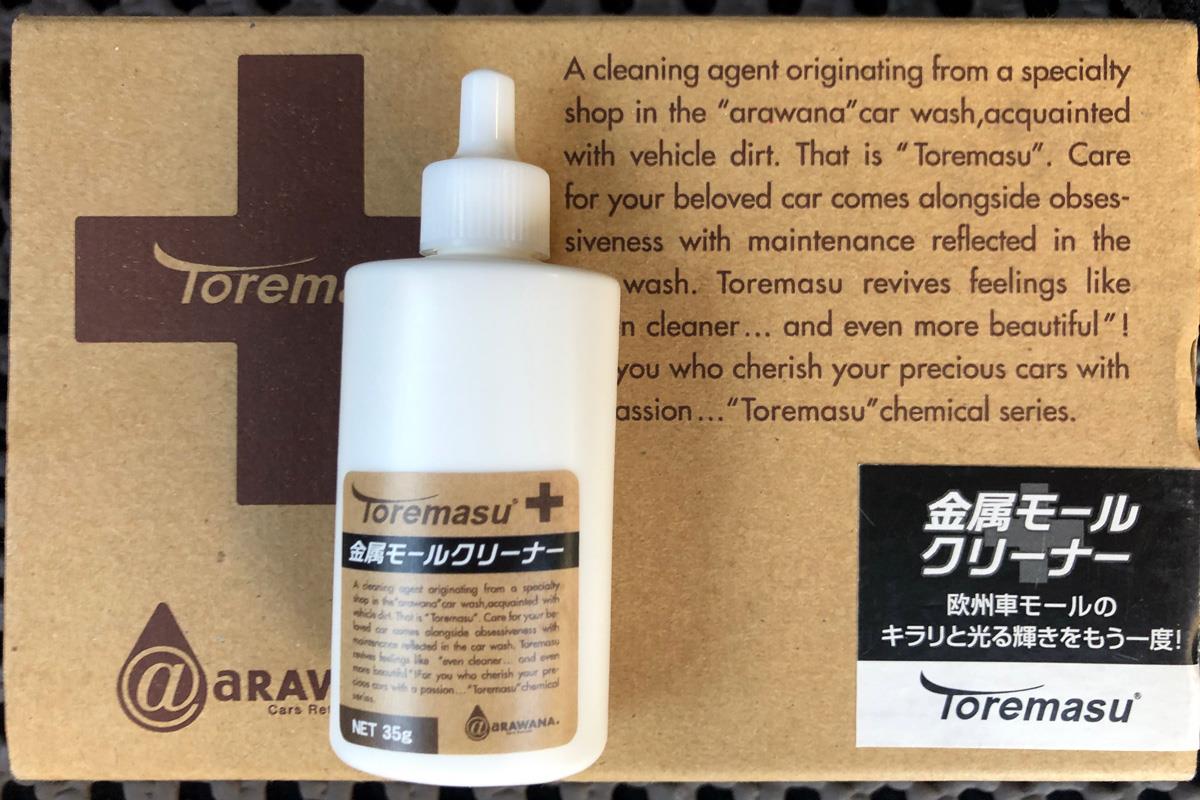 A cleaning agent originating from a specialty
shop in the "arawana"car wash,acquainted
with vehicle dirt. That is "Toremasu". Care
for your beloved car comes alongside obses-
siveness with maintenance reflected in the
wash. Toremasu revives feelings like
cleaner... and even more beautiful"!
you who cherish your precious cars with
..."Toremasu"chemical series.
Toremasu® +
金属モールクリーナー
A cleaning agent originating from a specialty
shop in the"arawana"car wash,acquainted with
vehicle dirt. That is "Toremasu". Care for your be-
loved car comes alongside obsessiveness with
maintenance reflected in the car wash. Toremasu
revives feelings like "even cleaner... and even
more beautiful"!For you who cherish your pre-
cious cars with a passion..."Toremasu"chemical
series.
NET 35g
@ aRAWANA.
金属モール
クリーナー
欧州車モールの
キラリと光る輝きをもう一度!
Toremasu®
@
Cars